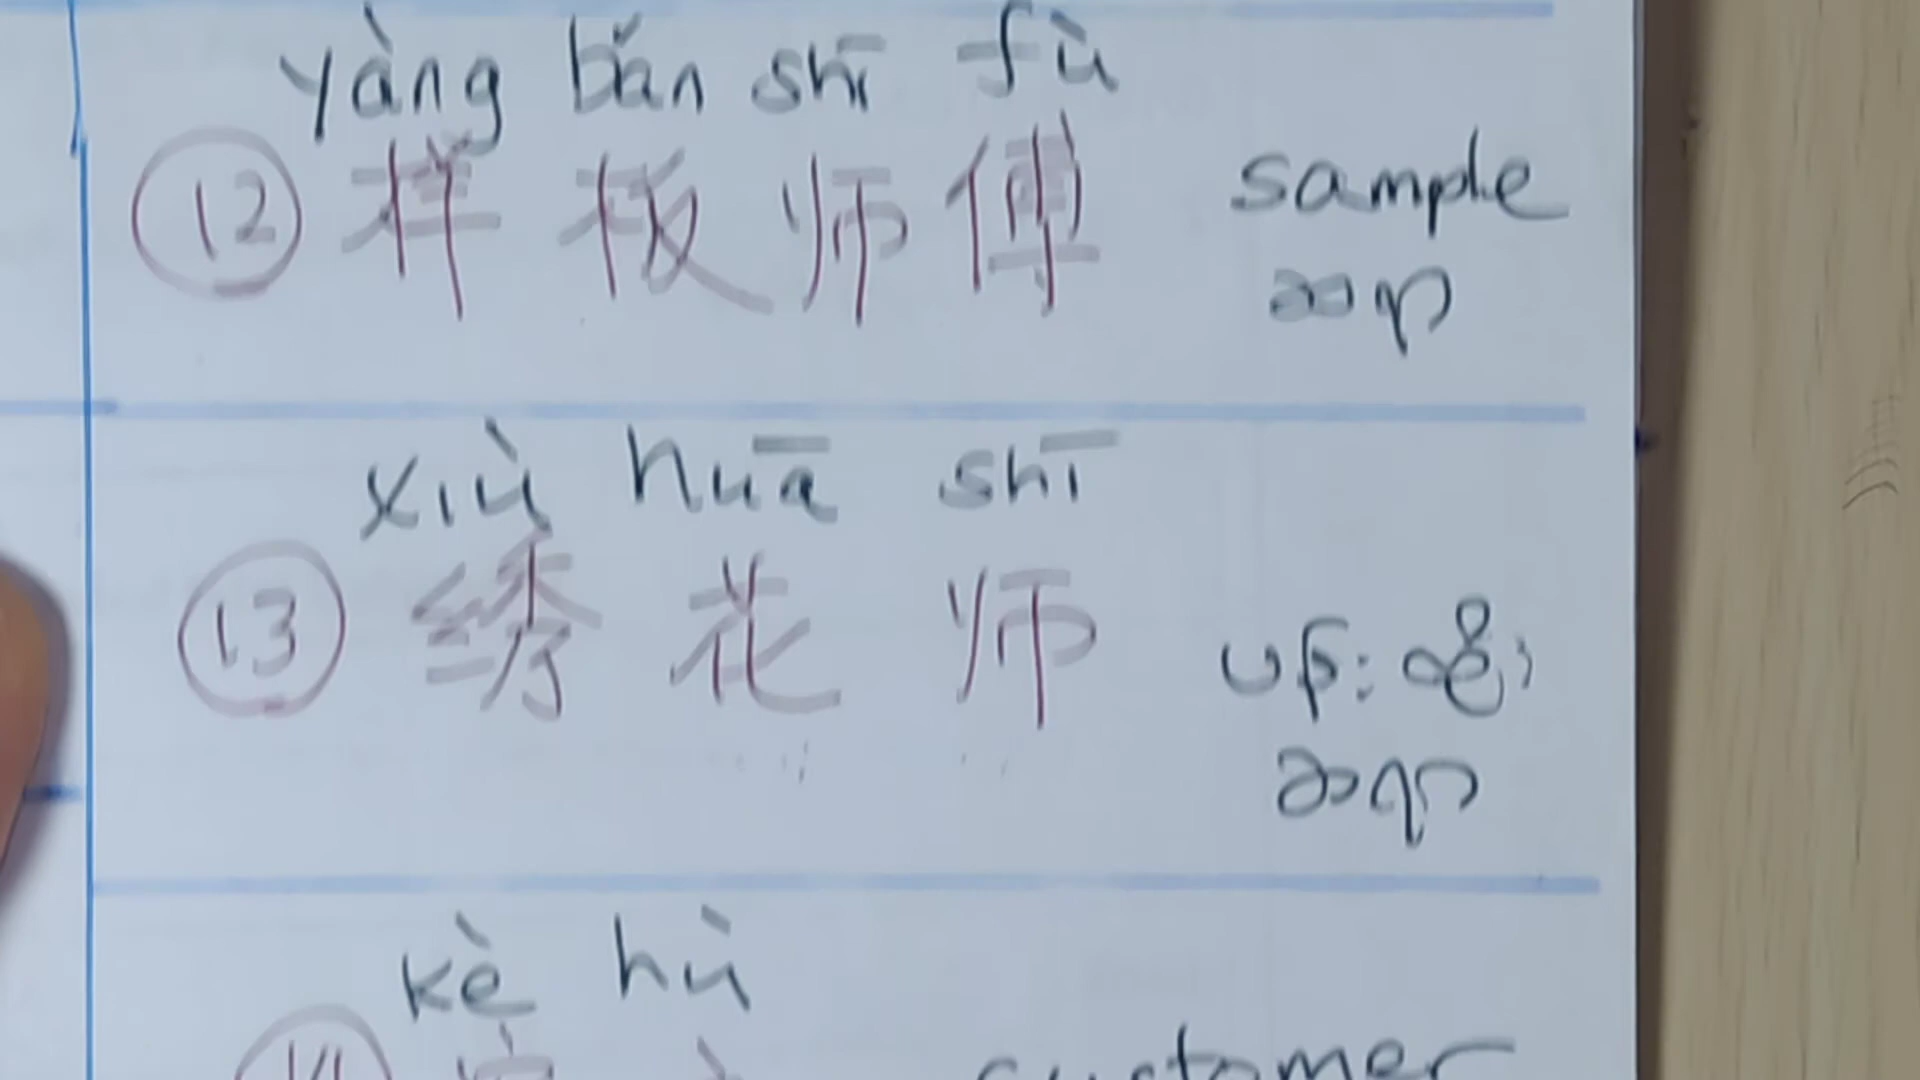 yàng bǎn shī fù
⑫ 样板师傅 sample
ဆရာ
xiù huā shī
⑬ 绣花师 ပန်းထိုး
ဆရာ
kè hù
customer